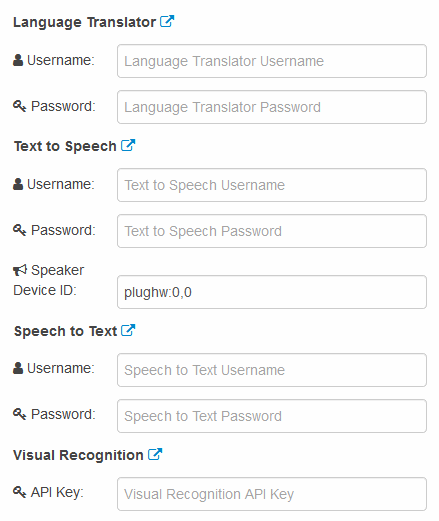 Language Translator
Username: Language Translator Username
Password: Language Translator Password
Text to Speech
Username: Text to Speech Username
Password: Text to Speech Password
Speaker
Device ID: plughw:0,0
Speech to Text
Username: Speech to Text Username
Password: Speech to Text Password
Visual Recognition
API Key: Visual Recognition API Key